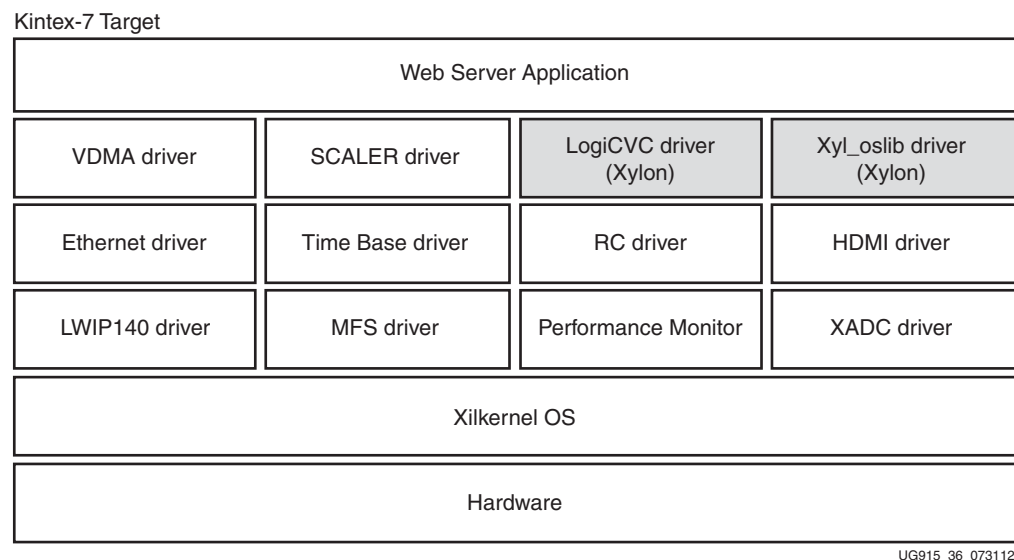 Kintex-7 Target
Web Server Application
VDMA driver
SCALER driver
LogiCVC driver
(Xylon)
Xyl_oslib driver
(Xylon)
Ethernet driver
Time Base driver
RC driver
HDMI driver
LWIP140 driver
MFS driver
Performance Monitor
XADC driver
Xilkernel OS
Hardware
UG915_36_073112